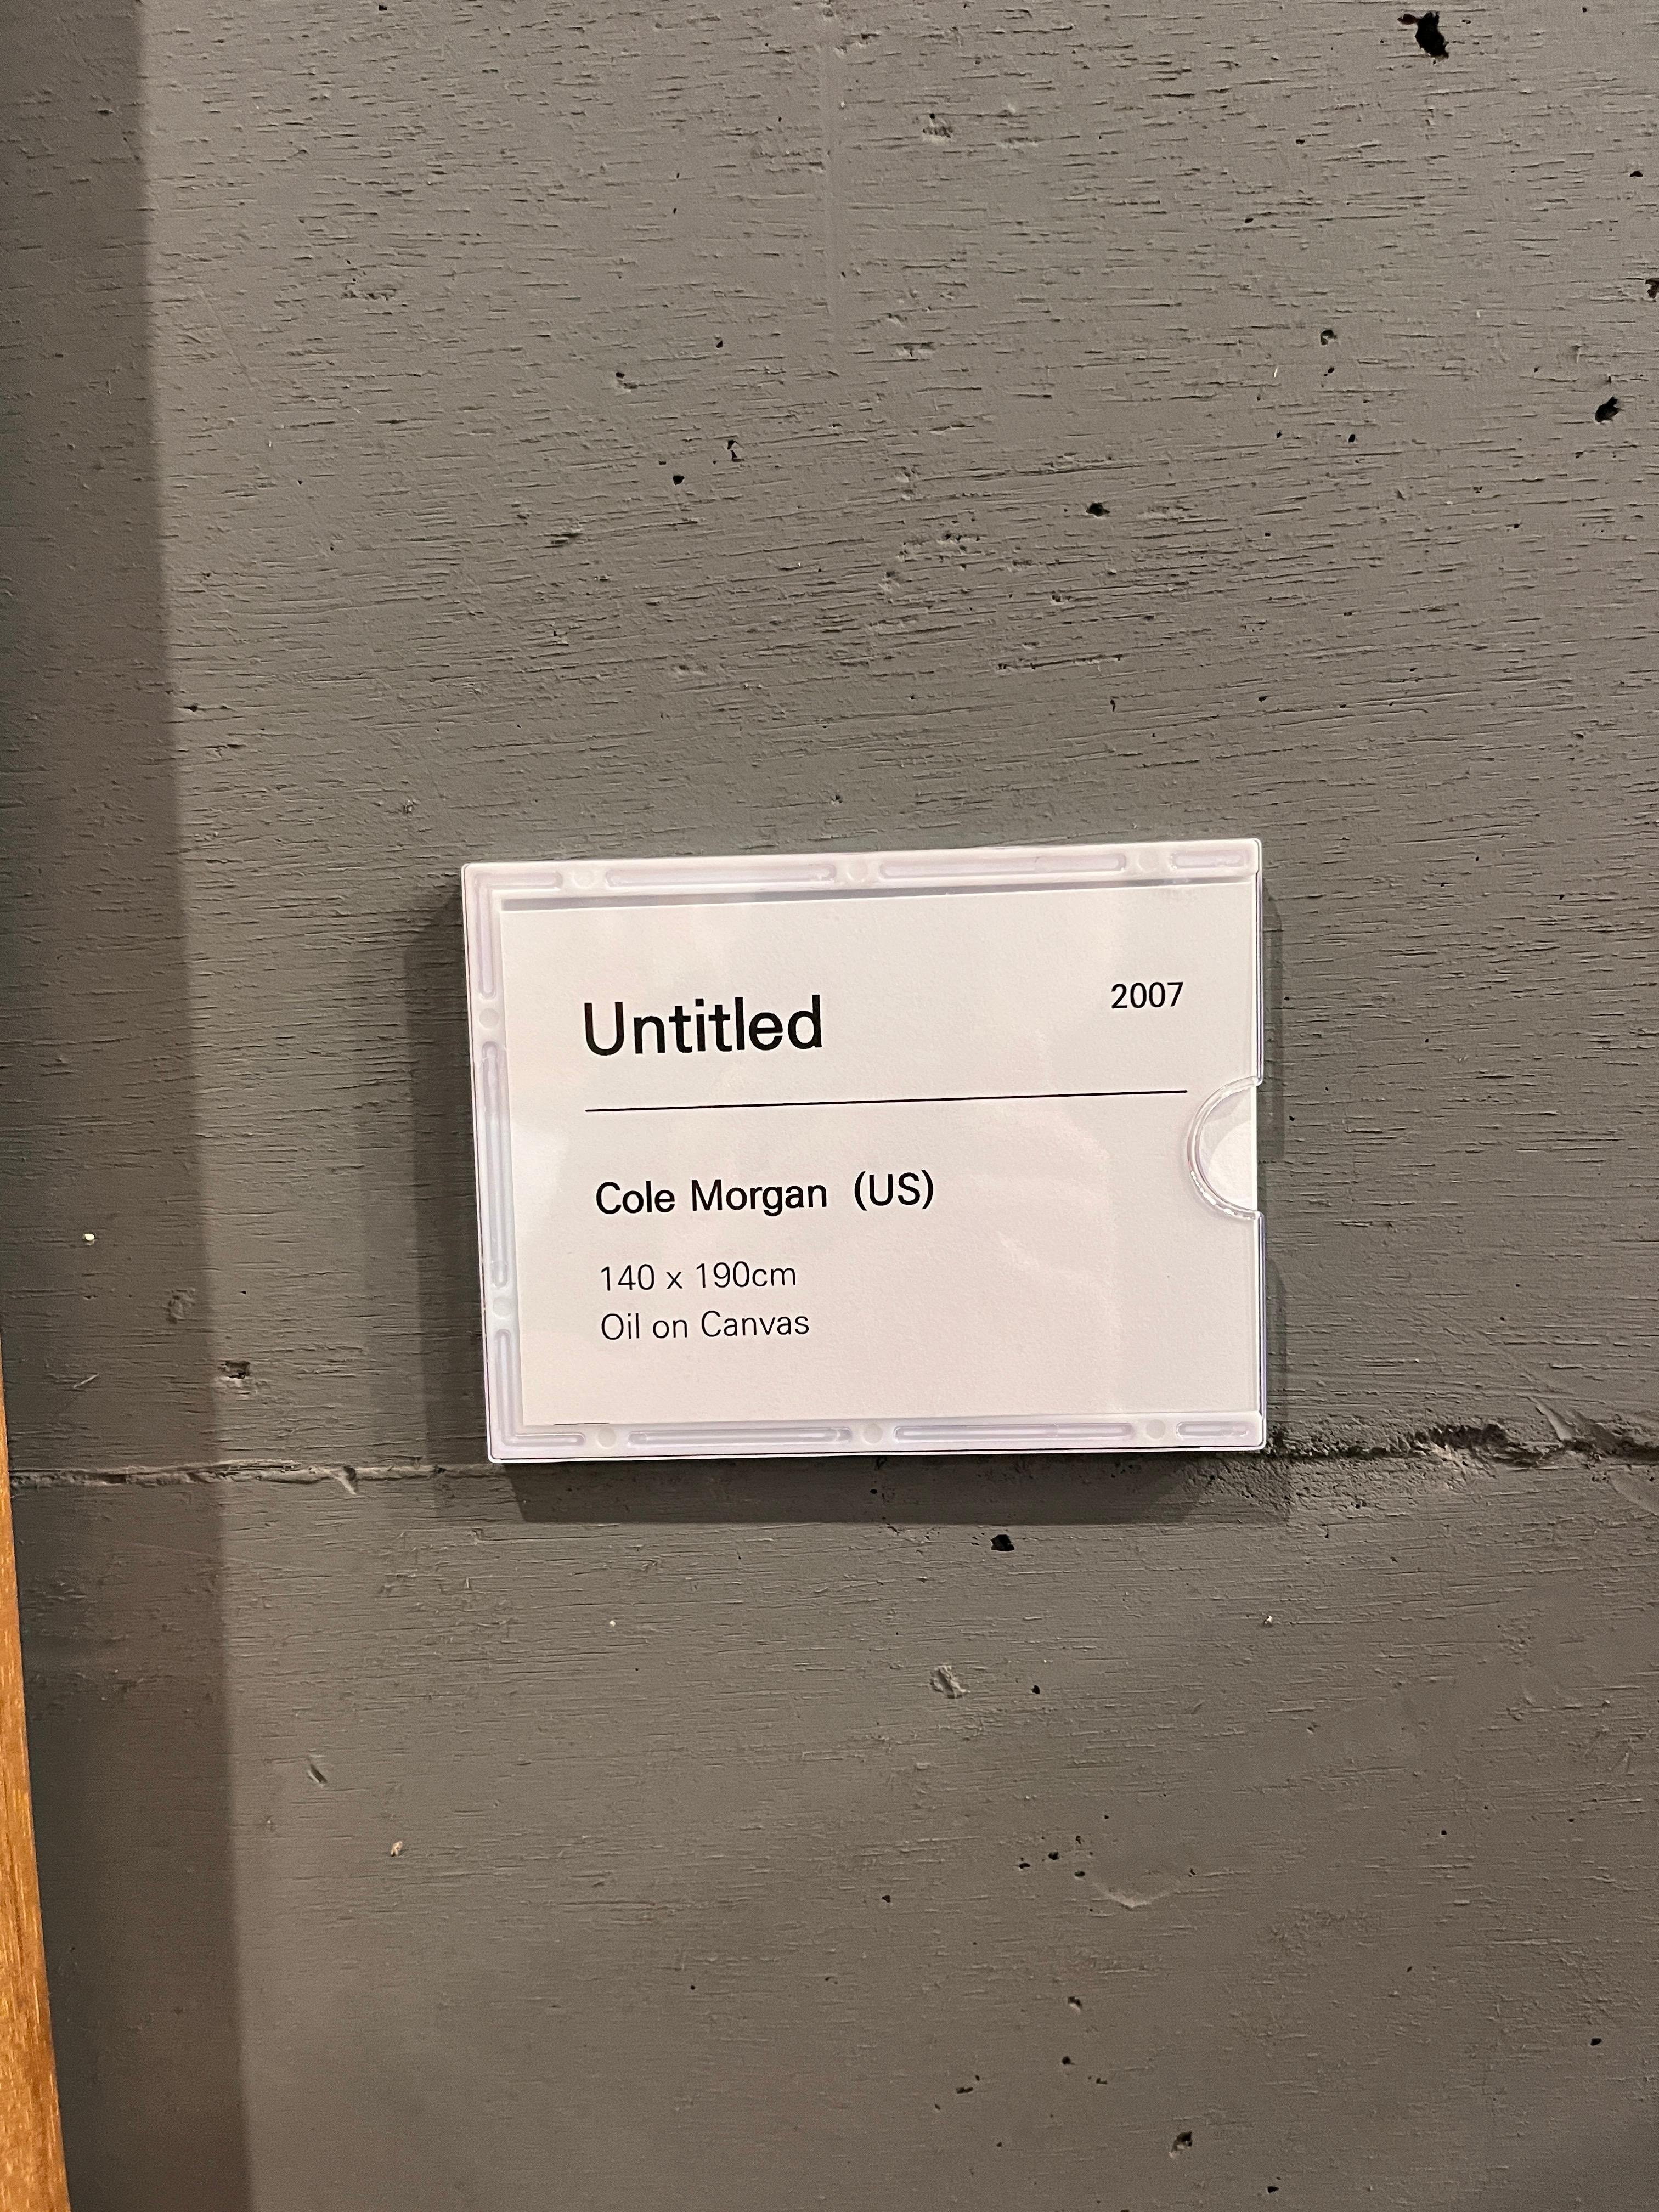 Untitled 2007
Cole Morgan (US)
140 x 190cm
Oil on Canvas